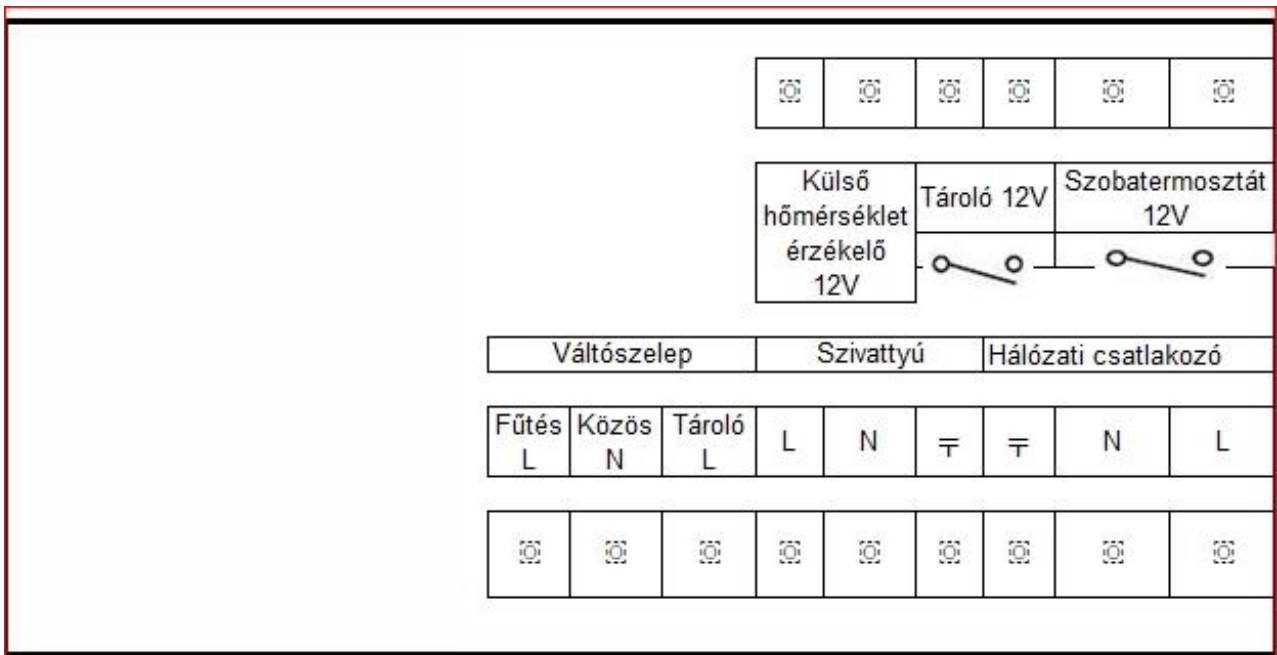 Külső
hőmérséklet
érzékelő
12V
Tároló 12V
Szobatermosztát
12V
Váltószelep
Szivattyú
Hálózati csatlakozó
Fűtés
L
Közös
N
Tároló
L
L
N
N
L